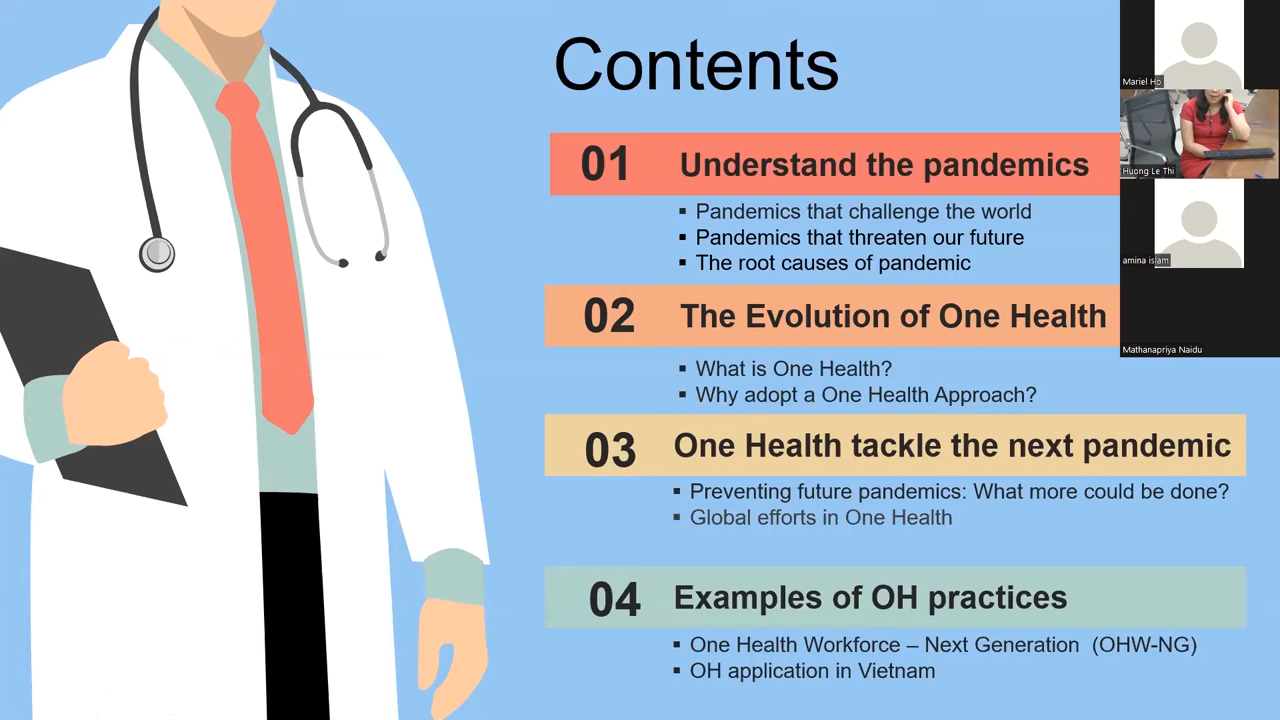 Contents
01 Understand the pandemics
▪ Pandemics that challenge the world
▪ Pandemics that threaten our future
▪ The root causes of pandemic
02 The Evolution of One Health
▪ What is One Health?
▪ Why adopt a One Health Approach?
03 One Health tackle the next pandemic
▪ Preventing future pandemics: What more could be done?
▪ Global efforts in One Health
04 Examples of OH practices
▪ One Health Workforce – Next Generation (OHW-NG)
▪ OH application in Vietnam
Mariel Ho
Huong Le Thi
amina islam
Mathanapriya Naidu